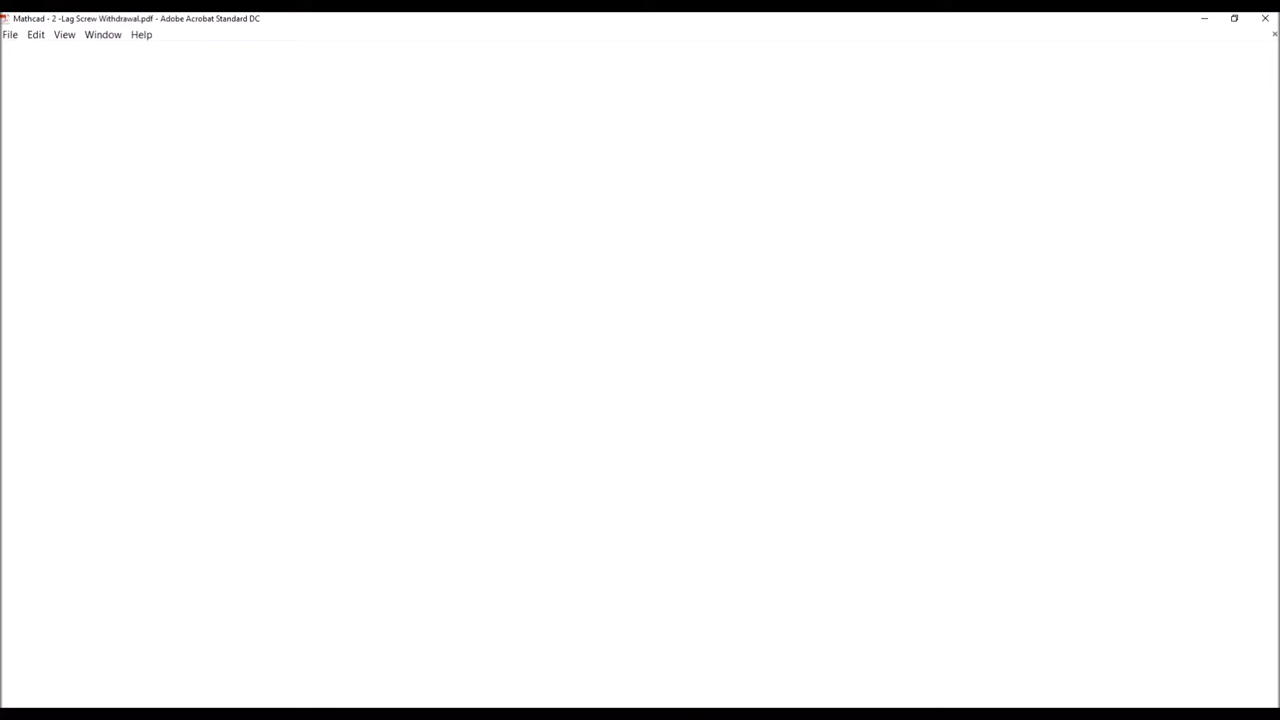 Mathcad - 2 -Lag Screw Withdrawal.pdf - Adobe Acrobat Standard DC
File Edit View Window Help